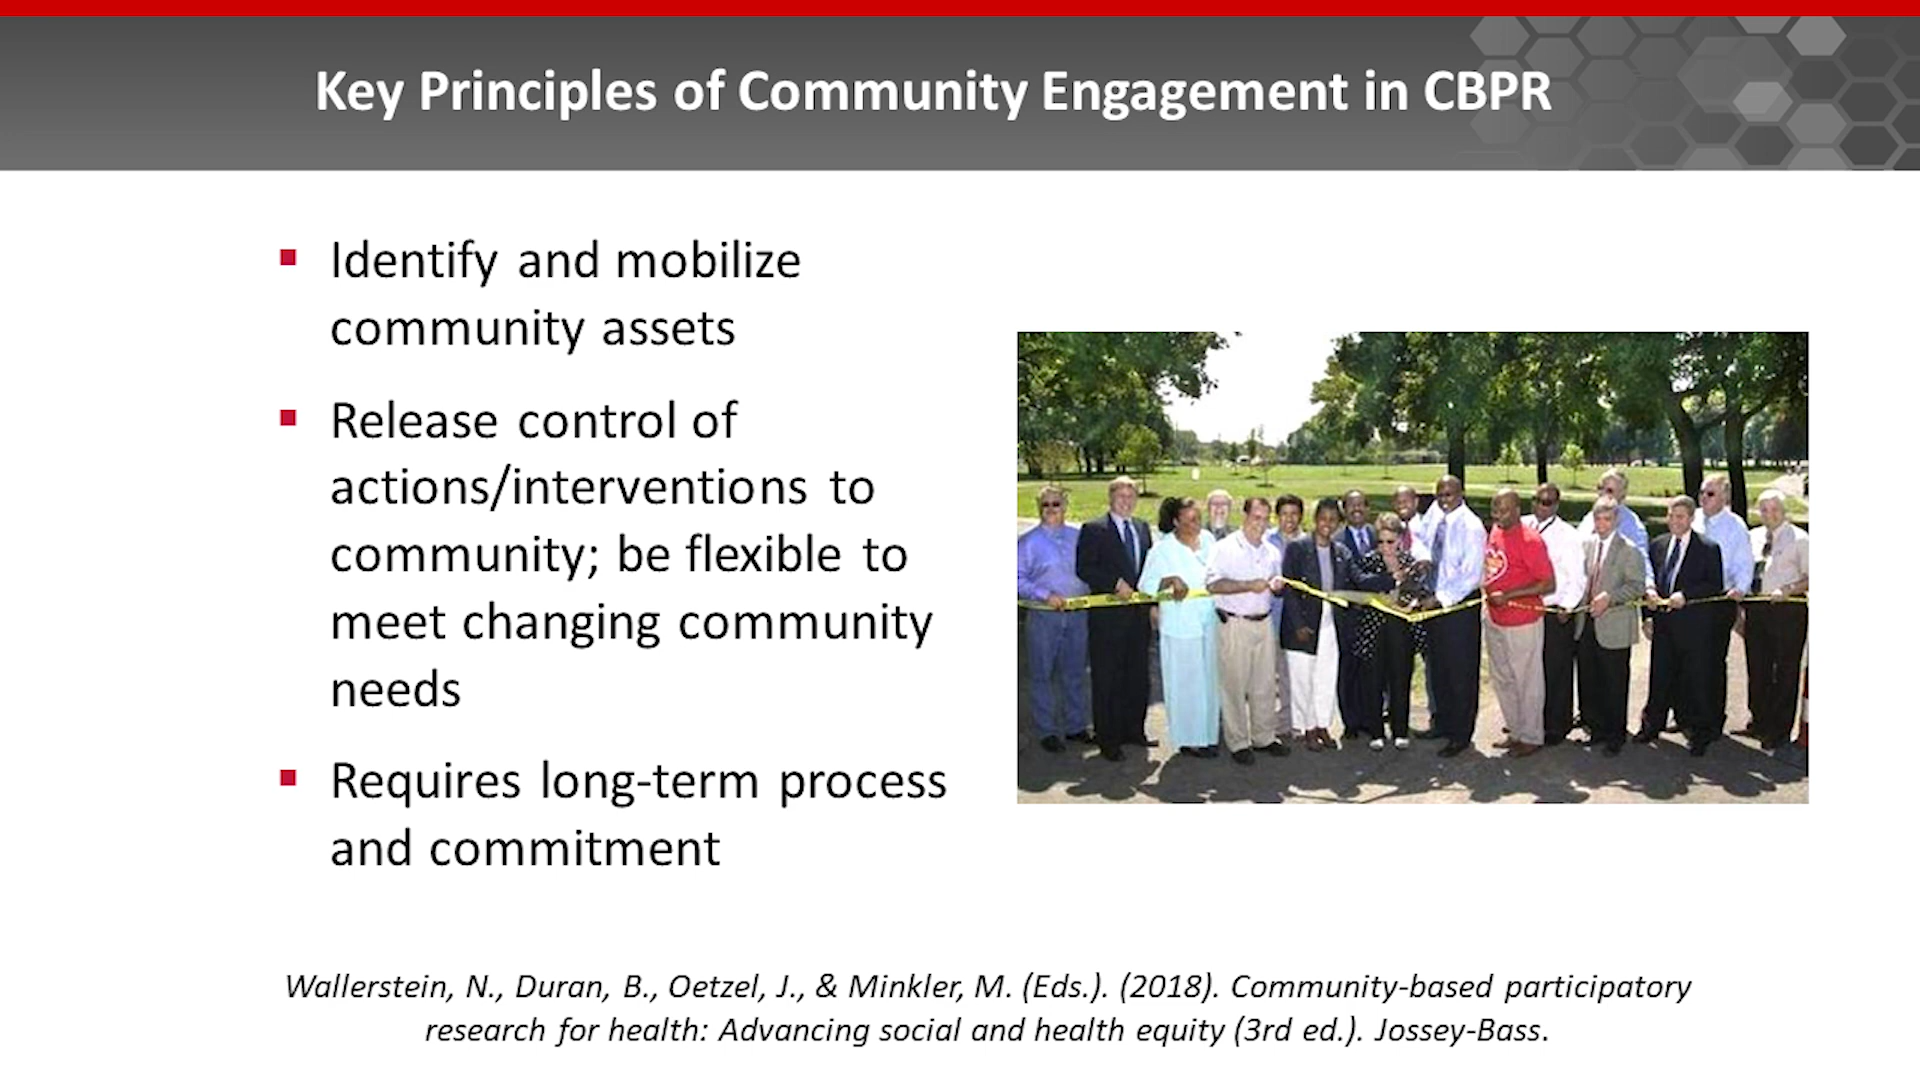 Key Principles of Community Engagement in CBPR
Identify and mobilize
community assets
Release control of
actions/interventions to
community; be flexible to
meet changing community
needs
Requires long-term process
and commitment
Wallerstein, N., Duran, B., Oetzel, J., & Minkler, M. (Eds.). (2018). Community-based participatory
research for health: Advancing social and health equity (3rd ed.). Jossey-Bass.